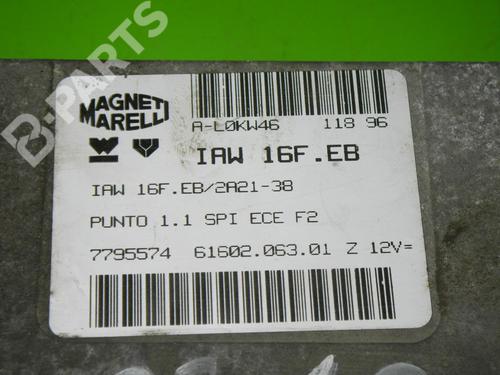 B-PARTS
MAGNETI
MARELLI
A-L0KW46 118 96
IAW 16F.EB
IAW 16F.EB/2A21-38
PUNTO 1.1 SPI ECE F2
7795574 61602.063.01 Z 12V=